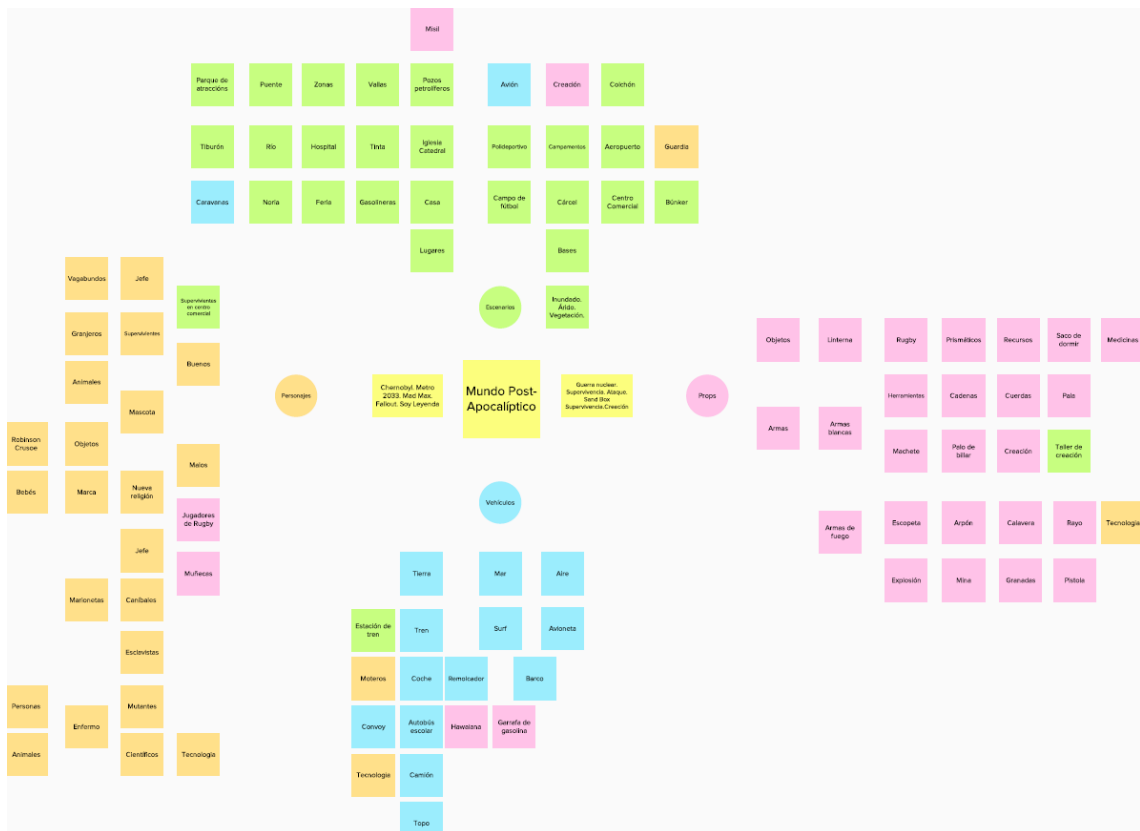 Misil
Parque de
atraccións
Puente
Zonas
Vallas
Pozos
petrolíferos
Avión
Creación
Colchón
Tiburón
Río
Hospital
Tinta
Iglesia
Catedral
Polideportivo
Campamentos
Aeropuerto
Guardia
Caravanas
Noria
Feria
Gasolineras
Casa
Campo de
fútbol
Cárcel
Centro
Comercial
Búnker
Lugares
Bases
Escenarios
Inundado.
Árido.
Vegetación.
Vagabundos
Jefe
Supervivientes
en centro
comercial
Granjeros
Supervivientes
Buenos
Animales
Mascota
Personajes
Chernobyl. Metro
2033. Mad Max.
Fallout. Soy Leyenda
Mundo Post-
Apocalíptico
Guerra nuclear.
Supervivencia. Ataque.
Sand Box
Supervivencia.Creación
Props
Robinson
Crusoe
Objetos
Malos
Bebés
Marca
Nueva
religión
Jugadores
de Rugby
Jefe
Muñecas
Marionetas
Caníbales
Esclavistas
Personas
Enfermo
Mutantes
Animales
Científicos
Tecnología
Objetos
Linterna
Rugby
Prismáticos
Recursos
Saco de
dormir
Medicinas
Herramientas
Cadenas
Cuerdas
Pala
Armas
Armas
blancas
Machete
Palo de
billar
Creación
Taller de
creación
Armas de
fuego
Escopeta
Arpón
Calavera
Rayo
Tecnología
Explosión
Mina
Granadas
Pistola
Vehículos
Tierra
Mar
Aire
Estación de
tren
Tren
Surf
Avioneta
Moteros
Coche
Remolcador
Barco
Convoy
Autobús
escolar
Hawaiana
Garrafa de
gasolina
Tecnología
Camión
Topo